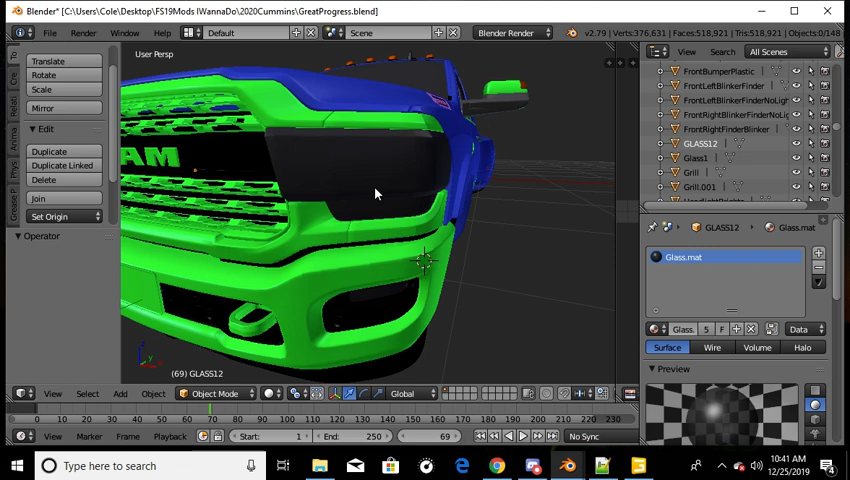 Blender* [C:\Users\Cole\Desktop\FS19Mods IWannaDo\2020Cummins\GreatProgress.blend]
File Render Window Help Default Scene Blender Render v2.79 | Verts:376,631 | Faces:518,921 | Tris:518,921 | Objects:0/148
View Search All Scenes
User Persp
Translate
Rotate
Scale
Mirror
Edit
Duplicate
Duplicate Linked
Delete
Join
Set Origin
Operator
AM
(69) GLASS12
FrontBumperPlastic
FrontLeftBlinkerFinder
FrontLeftBlinkerFinderNoLigh
FrontRightFinderBlinkerNoLi
FrontRightFinderBlinker
GLASS12
Glass1
Grill
Grill.001
GLASS12 Glass.mat
Glass.mat
Glass. 5 F Data
Surface Wire Volume Halo
Preview
View Select Add Object Object Mode Global
0 10 20 30 40 50 60 70 80 90 100 110 120 130 140 150 160 170 180 190 200 210 220 230
View Marker Frame Playback Start: 1 End: 250 69 No Sync
Type here to search
10:41 AM
12/25/2019
4